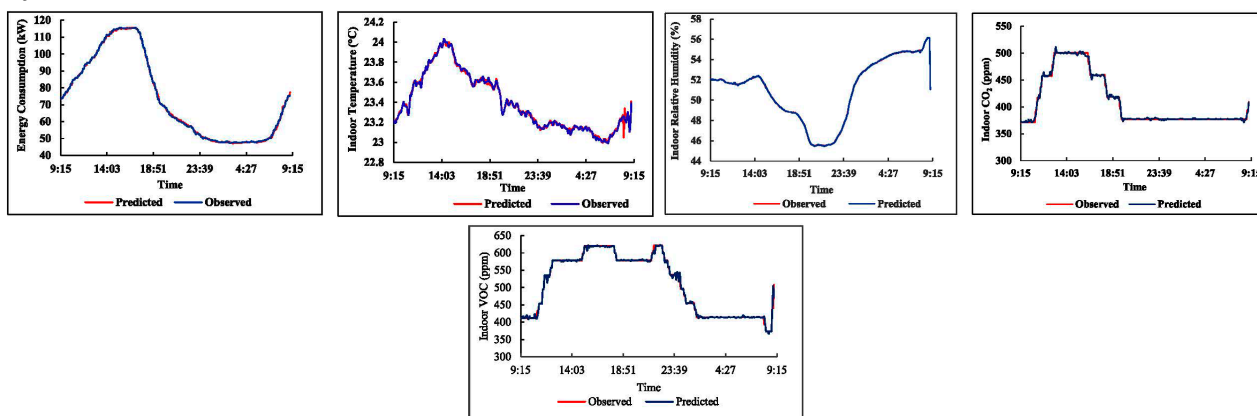 Energy Consumption (kW)
120
110
100
90
80
70
60
50
40
9:15 14:03 18:51 23:39 4:27 9:15
Time
Predicted Observed
Indoor Temperature (°C)
24.2
24
23.8
23.6
23.4
23.2
23
22.8
9:15 14:03 18:51 23:39 4:27 9:15
Time
Predicted Observed
Indoor Relative Humidity (%)
58
56
54
52
50
48
46
44
9:15 14:03 18:51 23:39 4:27 9:15
Time
Observed Predicted
Indoor CO2 (ppm)
550
500
450
400
350
300
9:15 14:03 18:51 23:39 4:27 9:15
Time
Observed Predicted
Indoor VOC (ppm)
650
600
550
500
450
400
350
300
9:15 14:03 18:51 23:39 4:27 9:15
Time
Observed Predicted